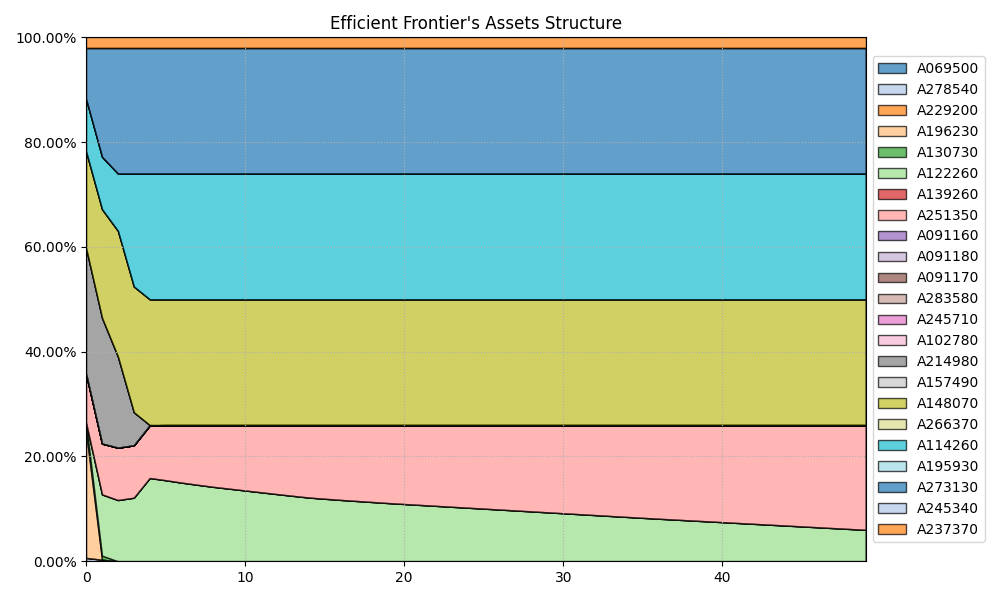 Efficient Frontier's Assets Structure
100.00%
80.00%
60.00%
40.00%
20.00%
0.00%
0
10
20
30
40
A069500
A278540
A229200
A196230
A130730
A122260
A139260
A251350
A091160
A091180
A091170
A283580
A245710
A102780
A214980
A157490
A148070
A266370
A114260
A195930
A273130
A245340
A237370